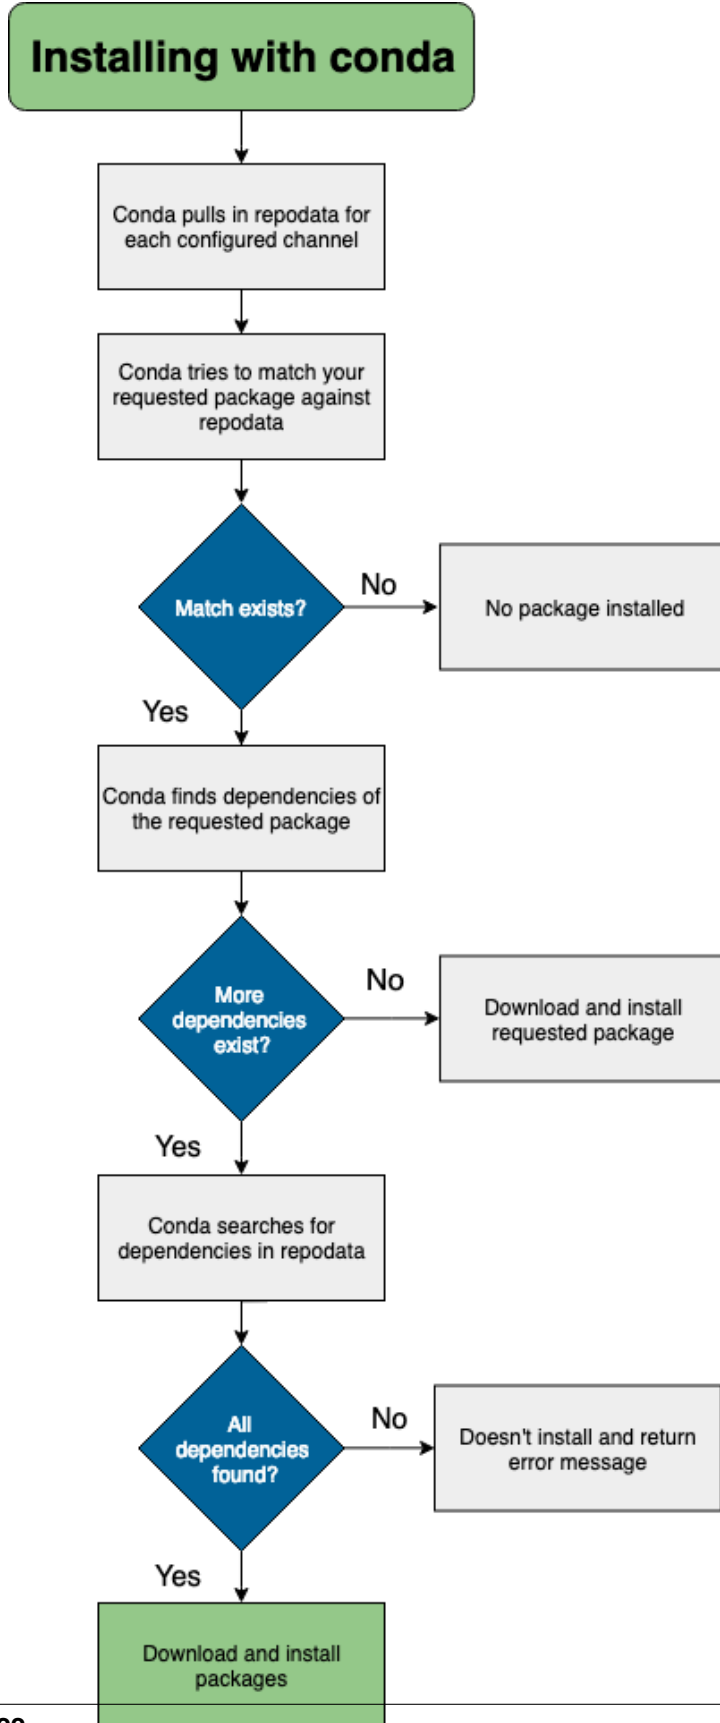 Installing with conda
Conda pulls in repodata for
each configured channel
Conda tries to match your
requested package against
repodata
Match exists?
No
No package installed
Yes
Conda finds dependencies of
the requested package
More
dependencies
exist?
No
Download and install
requested package
Yes
Conda searches for
dependencies in repodata
All
dependencies
found?
No
Doesn't install and return
error message
Yes
Download and install
packages